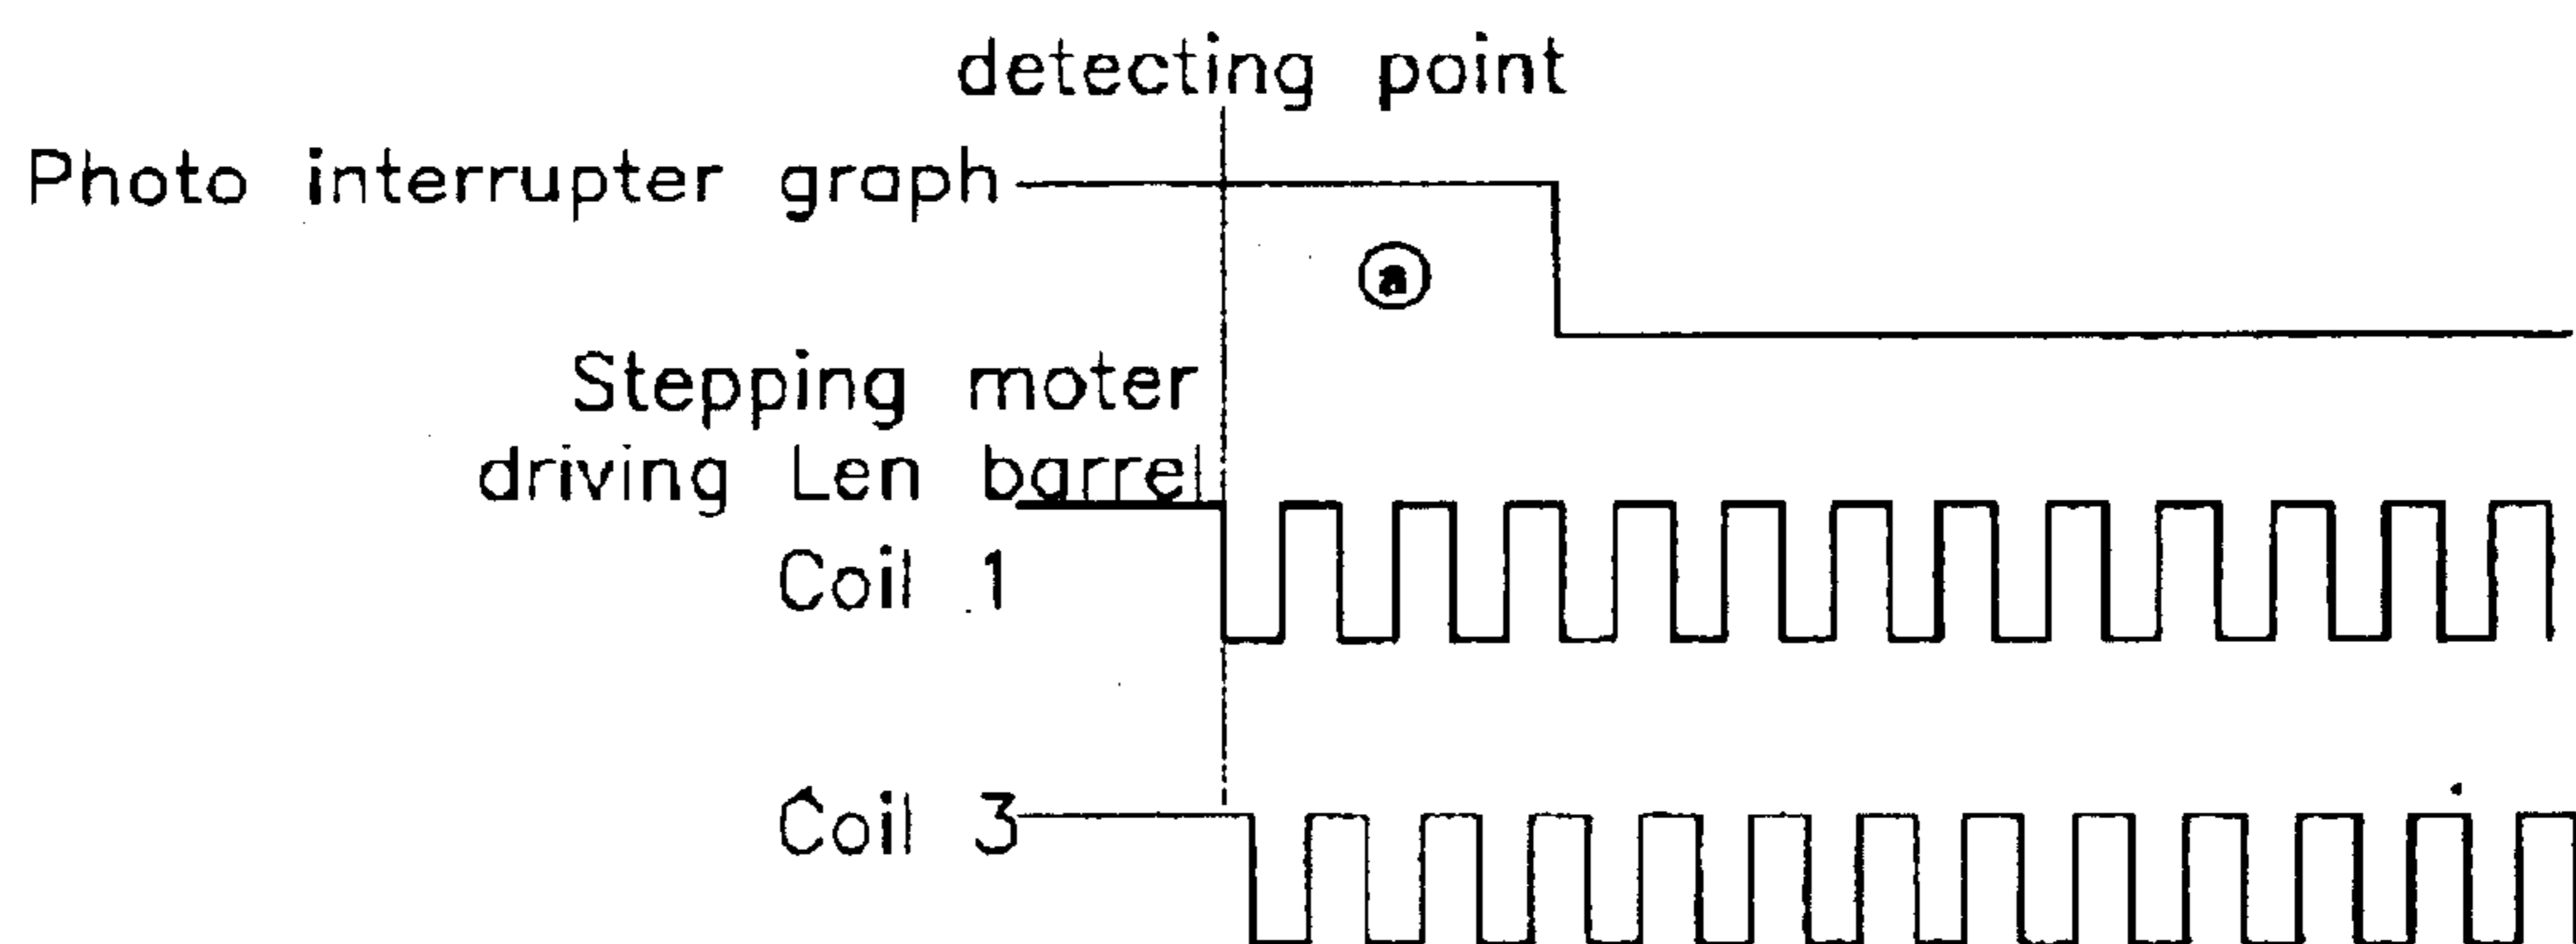 detecting point
Photo interrupter graph
ⓐ
Stepping moter
driving Len barrel
Coil 1
Coil 3